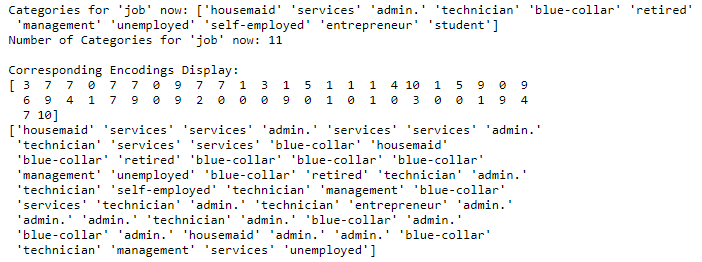 Categories for 'job' now: ['housemaid' 'services' 'admin.' 'technician' 'blue-collar' 'retired'
 'management' 'unemployed' 'self-employed' 'entrepreneur' 'student']
Number of Categories for 'job' now: 11

Corresponding Encodings Display:
[ 3  7  7  0  7  7  0  9  7  7  1  3  1  5  1  1  1  4 10  1  5  9  0  9
  6  9  4  1  7  9  0  9  2  0  0  0  9  0  1  0  1  0  3  0  0  1  9  4
  7 10]
['housemaid' 'services' 'services' 'admin.' 'services' 'services' 'admin.'
 'technician' 'services' 'services' 'blue-collar' 'housemaid'
 'blue-collar' 'retired' 'blue-collar' 'blue-collar' 'blue-collar'
 'management' 'unemployed' 'blue-collar' 'retired' 'technician' 'admin.'
 'technician' 'self-employed' 'technician' 'management' 'blue-collar'
 'services' 'technician' 'admin.' 'technician' 'entrepreneur' 'admin.'
 'admin.' 'admin.' 'technician' 'admin.' 'blue-collar' 'admin.'
 'blue-collar' 'admin.' 'housemaid' 'admin.' 'admin.' 'blue-collar'
 'technician' 'management' 'services' 'unemployed']